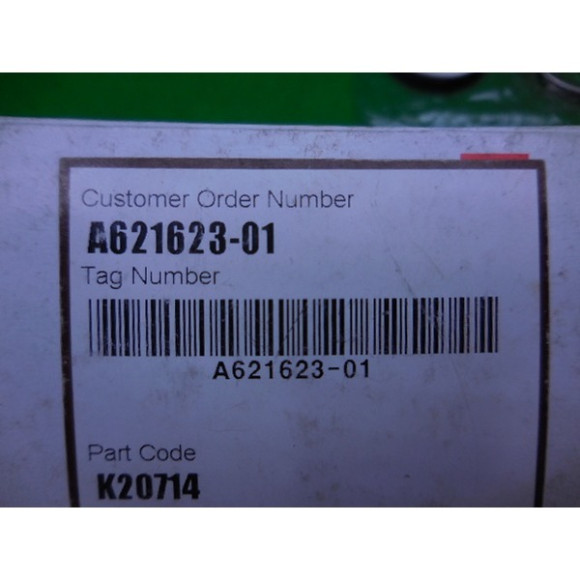 Customer Order Number
A621623-01
Tag Number
A621623-01
Part Code
K20714